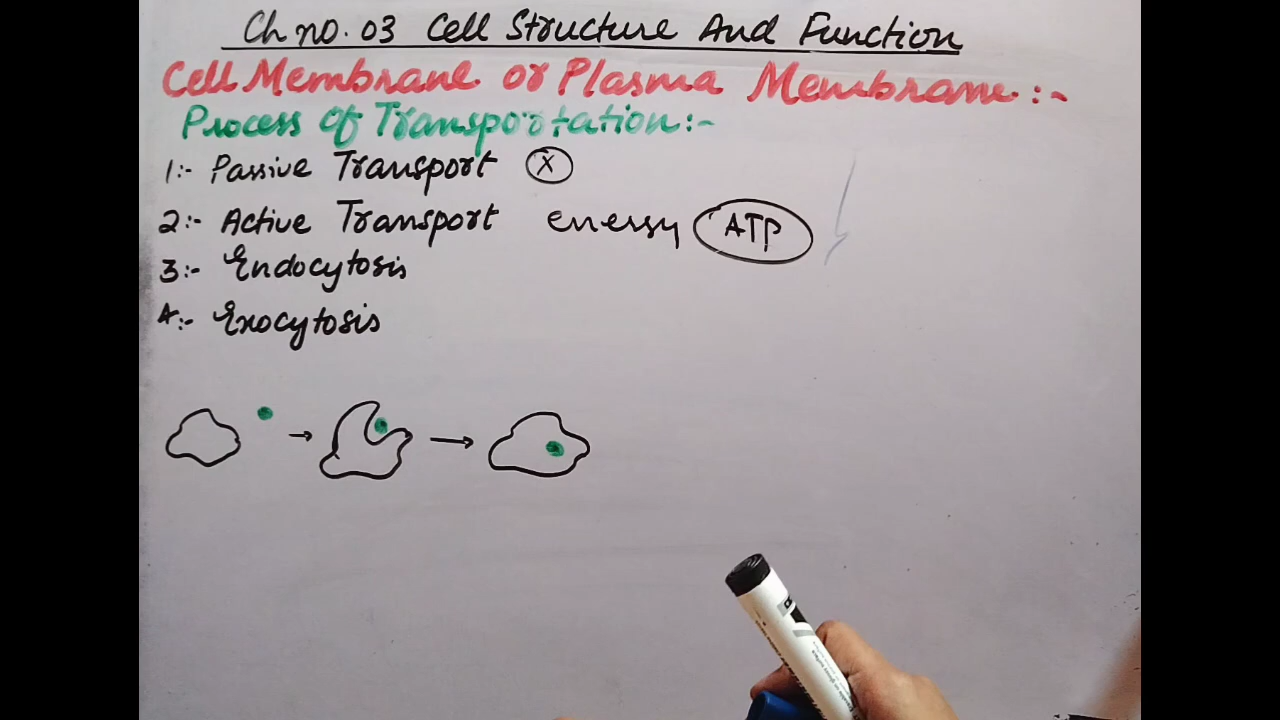 Ch no. 03 Cell Structure And Function
Cell Membrane or Plasma Membrane:-
Process of Transportation:-
1:- Passive Transport X
2:- Active Transport energy ATP
3:- Endocytosis
4:- Exocytosis